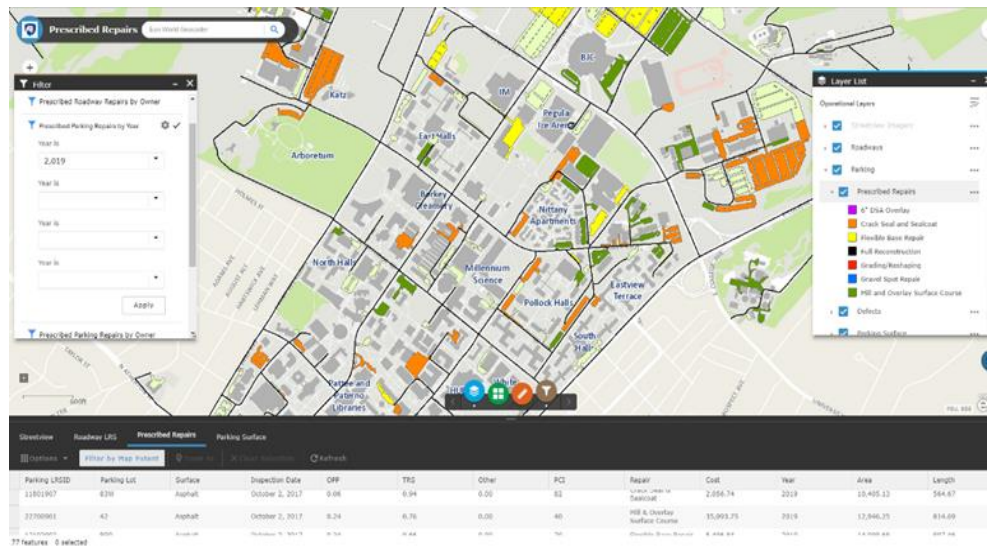 Prescribed Repairs
Esri World Geocoder
Filter
Prescribed Roadway Repairs by Owner
Prescribed Parking Repairs by Year
Year is
2,019
Year is
Year is
Year is
Apply
Prescribed Parking Repairs by Owner
600ft
Katz
IM
BJC
Pegula
Ice Arena
East Halls
Arboretum
Berkey
Creamery
Nittany
Apartments
North Halls
Millennium
Science
Pollock Halls
Eastview
Terrace
South
Halls
Pattee and
Paterno
Libraries
White
Layer List
Operational Layers
Streetview Imagery
Roadways
Parking
Prescribed Repairs
6" DSA Overlay
Crack Seal and Sealcoat
Flexible Base Repair
Full Reconstruction
Grading/Reshaping
Gravel Spot Repair
Mill and Overlay Surface Course
Defects
Parking Surface
Streetview Roadway LRS Prescribed Repairs Parking Surface
Options Filter by Map Extent Zoom to Clear Selection Refresh
Parking LRSID Parking Lot Surface Inspection Date OPP TRS Other PCI Repair Cost Year Area Length
11801907 83W Asphalt October 2, 2017 0.06 0.94 0.00 82 Crack Seal & Sealcoat 2,056.74 2019 18,405.13 564.67
22700901 42 Asphalt October 2, 2017 0.24 0.76 0.00 40 Mill & Overlay Surface Course 35,093.75 2019 12,946.25 814.69
77 features 0 selected